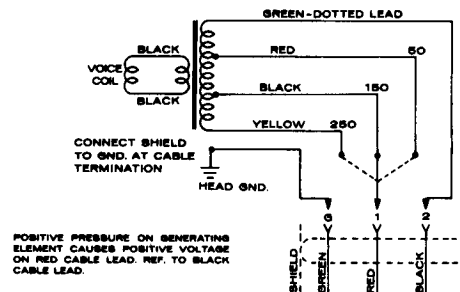 GREEN-DOTTED LEAD
BLACK
RED
50
VOICE
COIL
BLACK
150
BLACK
YELLOW
250
CONNECT SHIELD
TO GND. AT CABLE
TERMINATION
HEAD GND.
G
1
2
POSITIVE PRESSURE ON GENERATING
ELEMENT CAUSES POSITIVE VOLTAGE
ON RED CABLE LEAD. REF. TO BLACK
CABLE LEAD.
SHIELD
GREEN
RED
BLACK